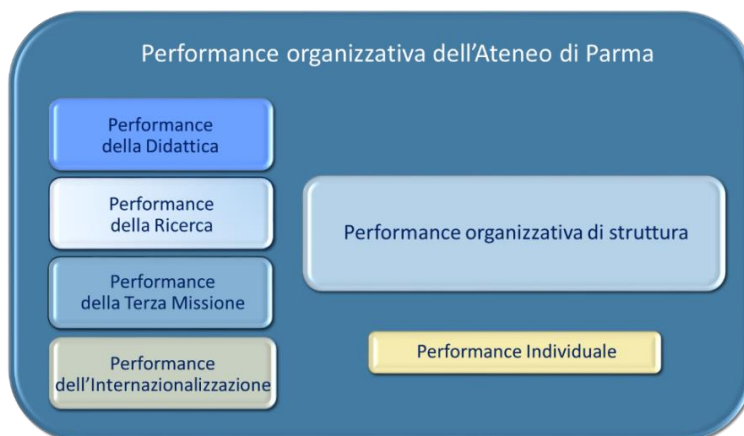 Performance organizzativa dell'Ateneo di Parma
Performance
della Didattica
Performance
della Ricerca
Performance
della Terza Missione
Performance
dell'Internazionalizzazione
Performance organizzativa di struttura
Performance Individuale